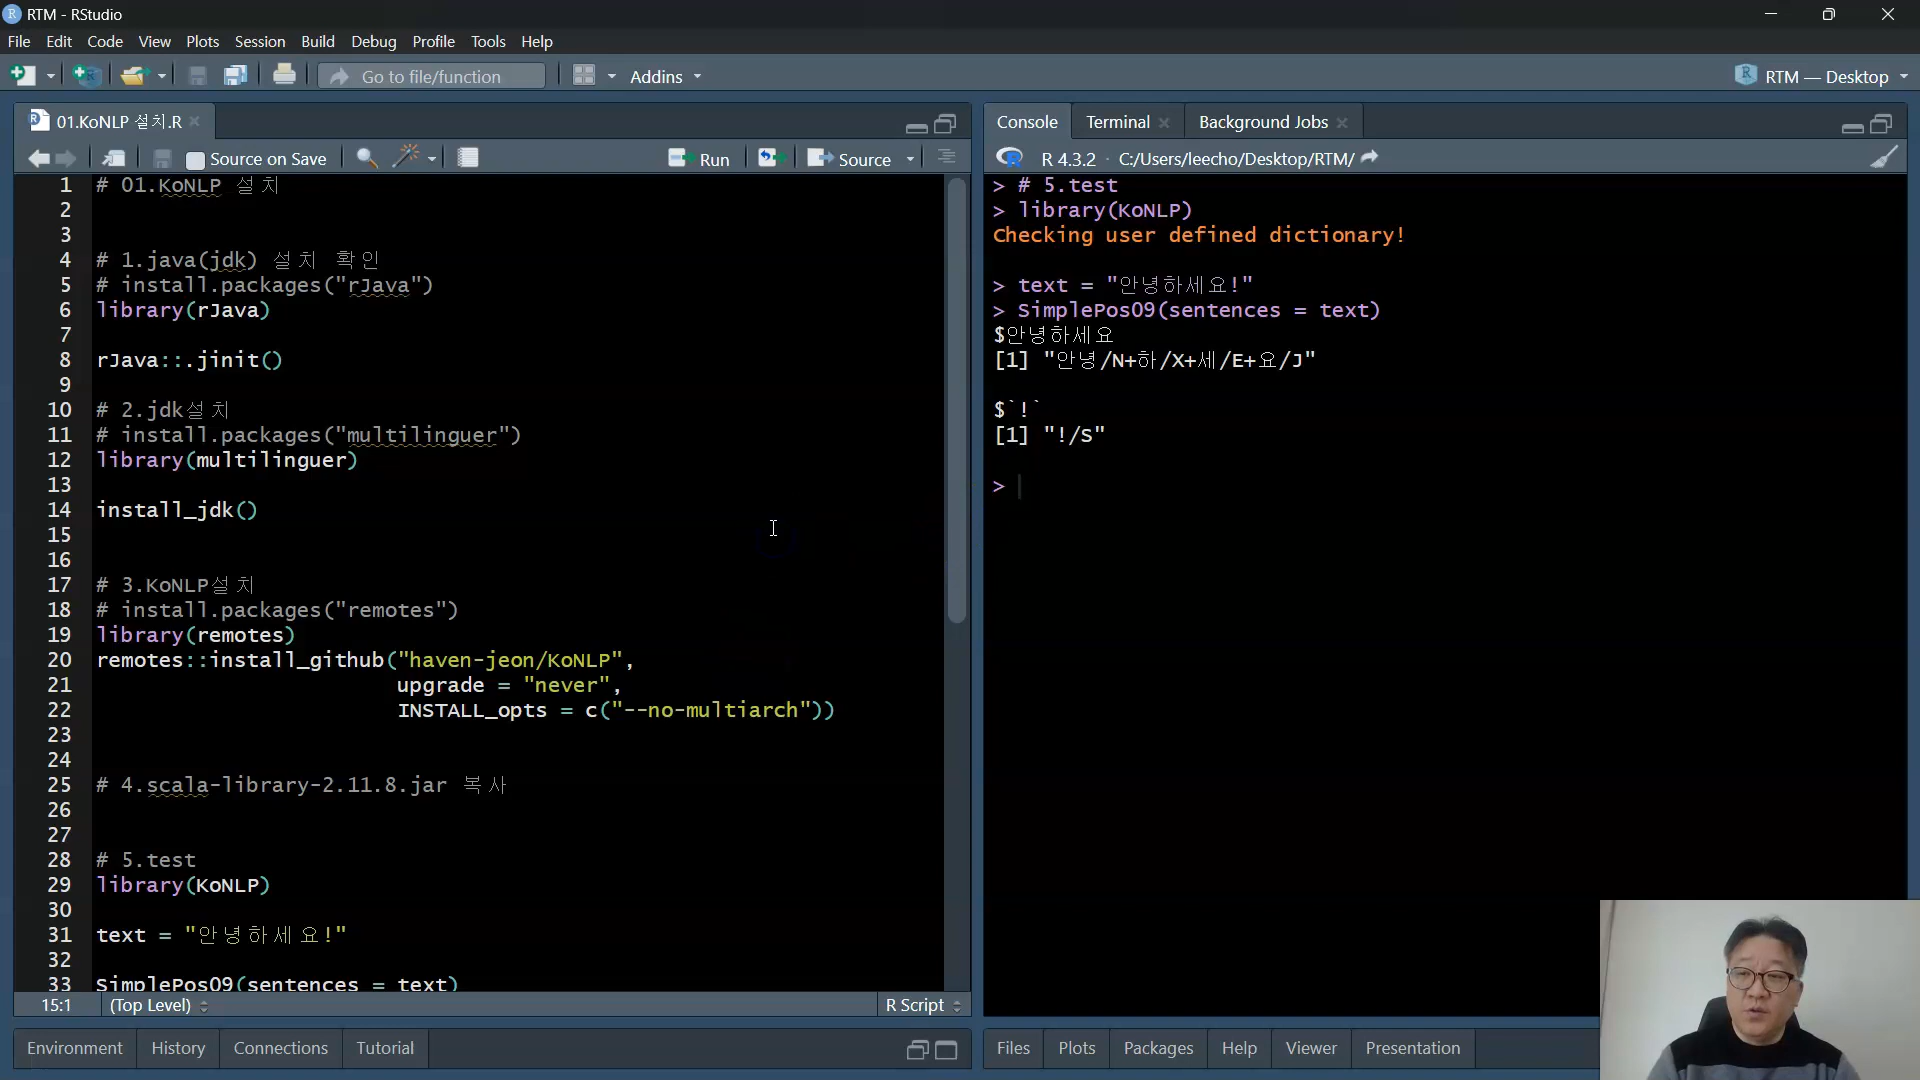 RTM - RStudio
File Edit Code View Plots Session Build Debug Profile Tools Help
Go to file/function Addins RTM — Desktop
01.KoNLP 설치.R
Source on Save Run Source
1 # 01.KoNLP 설치
2
3
4 # 1.java(jdk) 설치 확인
5 # install.packages("rJava")
6 library(rJava)
7
8 rJava::.jinit()
9
10 # 2.jdk설치
11 # install.packages("multilinguer")
12 library(multilinguer)
13
14 install_jdk()
15
16
17 # 3.KoNLP설치
18 # install.packages("remotes")
19 library(remotes)
20 remotes::install_github("haven-jeon/KoNLP",
21 upgrade = "never",
22 INSTALL_opts = c("--no-multiarch"))
23
24
25 # 4.scala-library-2.11.8.jar 복사
26
27
28 # 5.test
29 library(KoNLP)
30
31 text = "안녕하세요!"
32
33 SimplePos09(sentences = text)
15:1 (Top Level) R Script
Environment History Connections Tutorial
Console Terminal Background Jobs
R 4.3.2 · C:/Users/leecho/Desktop/RTM/
> # 5.test
> library(KoNLP)
Checking user defined dictionary!
> text = "안녕하세요!"
> SimplePos09(sentences = text)
$안녕하세요
[1] "안녕/N+하/X+세/E+요/J"
$`!`
[1] "!/S"
>
Files Plots Packages Help Viewer Presentation